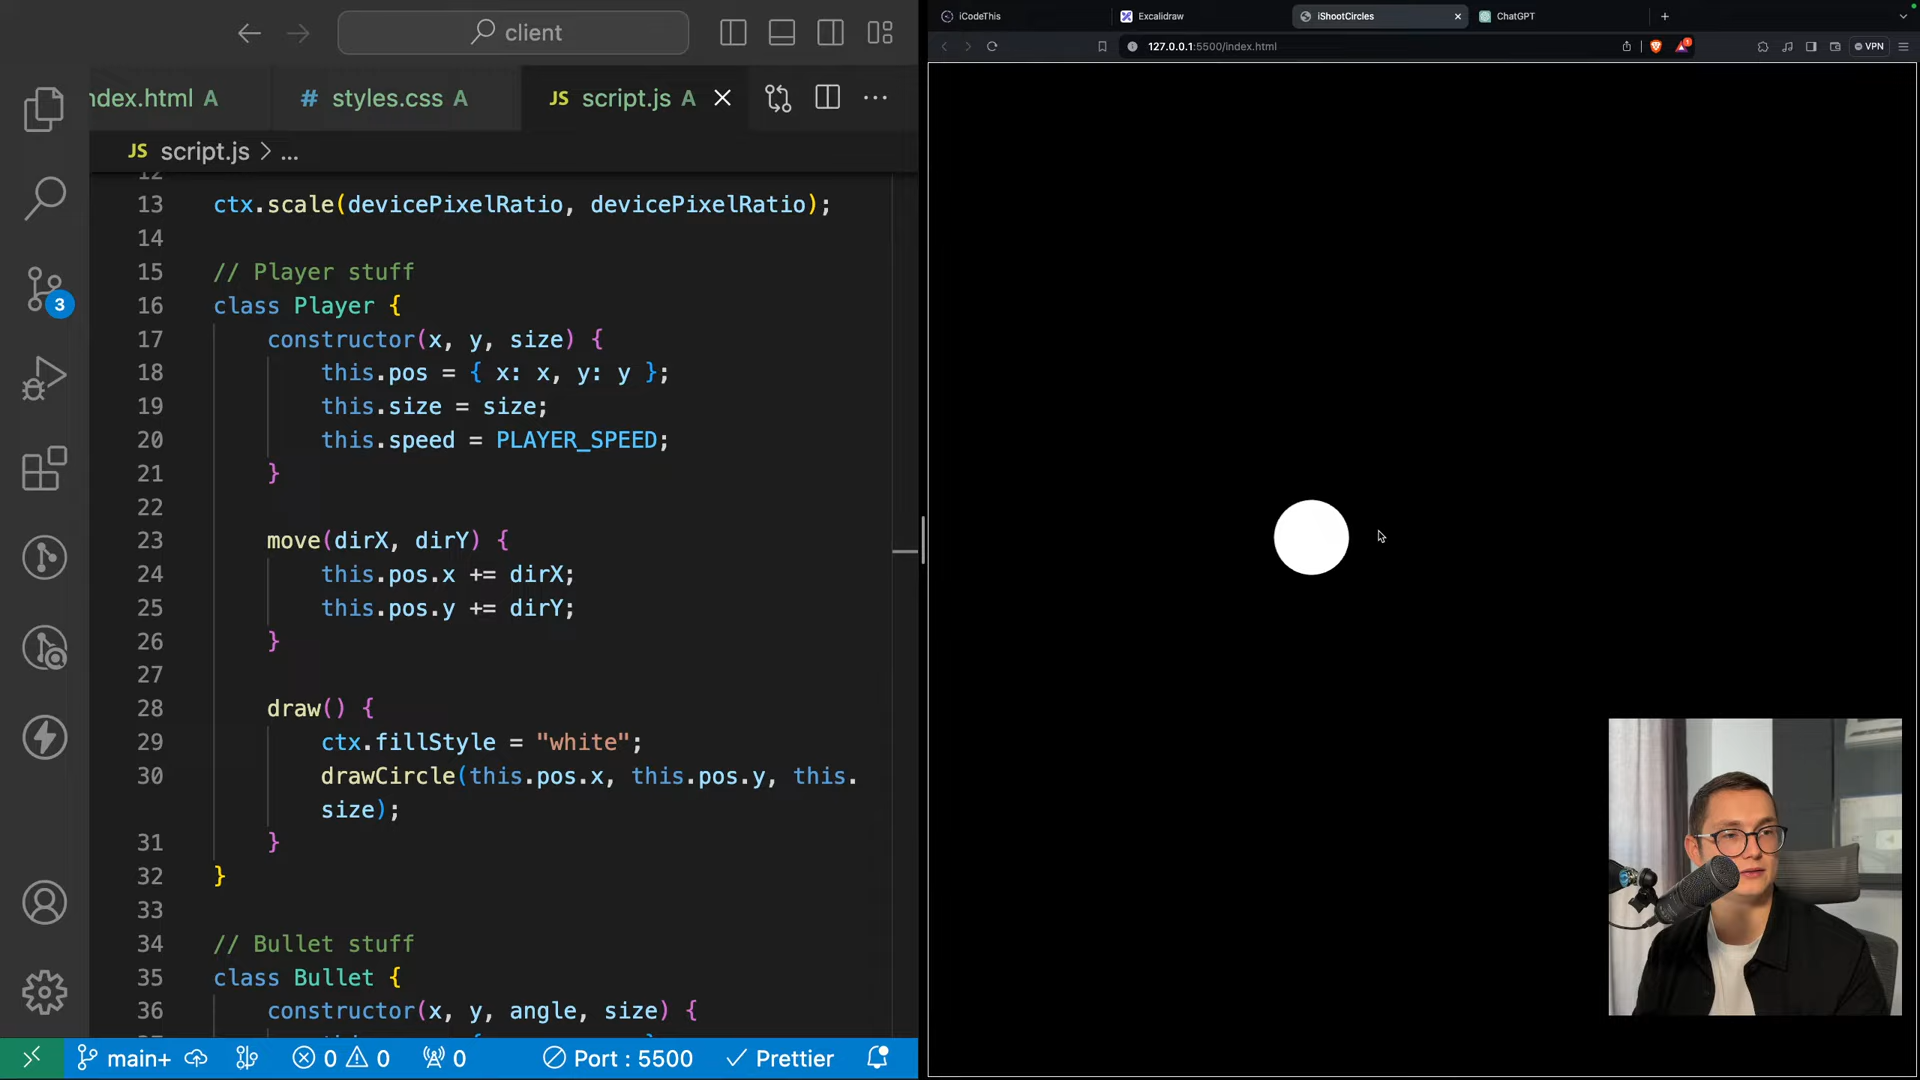 client
ndex.html A
# styles.css A
JS script.js A
JS script.js > ...
12
13 ctx.scale(devicePixelRatio, devicePixelRatio);
14
15 // Player stuff
16 class Player {
17 constructor(x, y, size) {
18 this.pos = { x: x, y: y };
19 this.size = size;
20 this.speed = PLAYER_SPEED;
21 }
22
23 move(dirX, dirY) {
24 this.pos.x += dirX;
25 this.pos.y += dirY;
26 }
27
28 draw() {
29 ctx.fillStyle = "white";
30 drawCircle(this.pos.x, this.pos.y, this.
size);
31 }
32 }
33
34 // Bullet stuff
35 class Bullet {
36 constructor(x, y, angle, size) {
3
main+ 0 0 0 Port : 5500 Prettier
iCodeThis
Excalidraw
iShootCircles
ChatGPT
127.0.0.1:5500/index.html
1
VPN